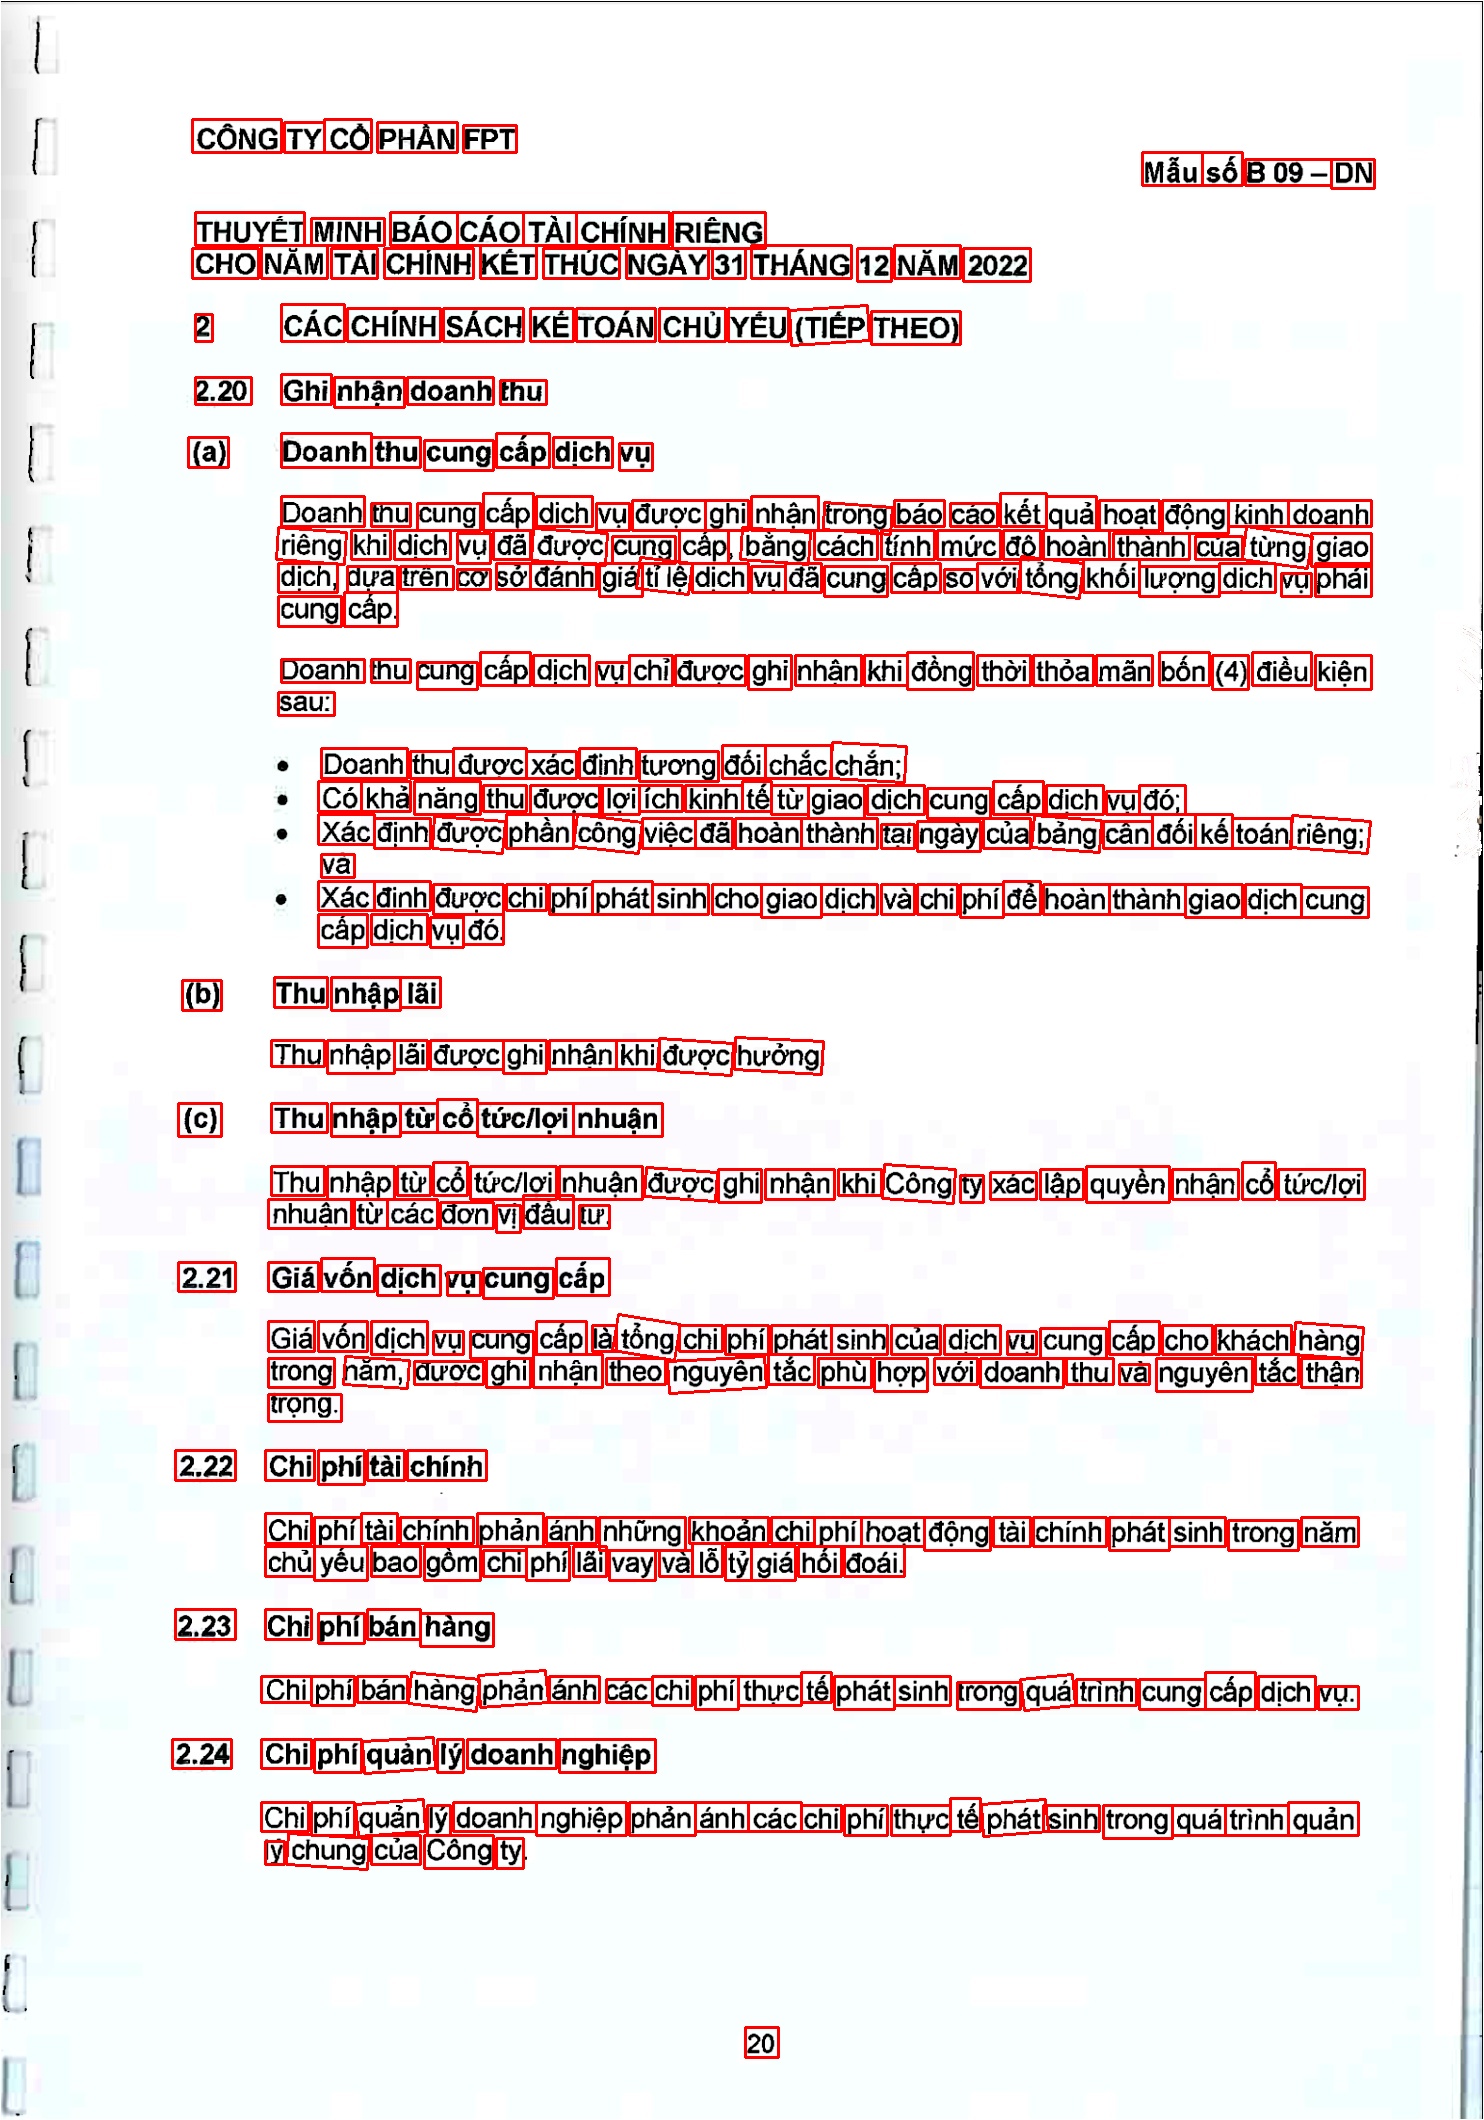 CÔNG TY CỔ PHẦN FPT
Mẫu số B 09 – DN
THUYẾT MINH BÁO CÁO TÀI CHÍNH RIÊNG
CHO NĂM TÀI CHÍNH KẾT THÚC NGÀY 31 THÁNG 12 NĂM 2022
2 CÁC CHÍNH SÁCH KẾ TOÁN CHỦ YẾU (TIẾP THEO)
2.20 Ghi nhận doanh thu
(a) Doanh thu cung cấp dịch vụ
Doanh thu cung cấp dịch vụ được ghi nhận trong báo cáo kết quả hoạt động kinh doanh
riêng khi dịch vụ đã được cung cấp, bằng cách tính mức độ hoàn thành của từng giao
dịch, dựa trên cơ sở đánh giá tỉ lệ dịch vụ đã cung cấp so với tổng khối lượng dịch vụ phải
cung cấp.
Doanh thu cung cấp dịch vụ chỉ được ghi nhận khi đồng thời thỏa mãn bốn (4) điều kiện
sau:
• Doanh thu được xác định tương đối chắc chắn;
• Có khả năng thu được lợi ích kinh tế từ giao dịch cung cấp dịch vụ đó;
• Xác định được phần công việc đã hoàn thành tại ngày của bảng cân đối kế toán riêng;
và
• Xác định được chi phí phát sinh cho giao dịch và chi phí để hoàn thành giao dịch cung
cấp dịch vụ đó.
(b) Thu nhập lãi
Thu nhập lãi được ghi nhận khi được hưởng
(c) Thu nhập từ cổ tức/lợi nhuận
Thu nhập từ cổ tức/lợi nhuận được ghi nhận khi Công ty xác lập quyền nhận cổ tức/lợi
nhuận từ các đơn vị đầu tư.
2.21 Giá vốn dịch vụ cung cấp
Giá vốn dịch vụ cung cấp là tổng chi phí phát sinh của dịch vụ cung cấp cho khách hàng
trong năm, được ghi nhận theo nguyên tắc phù hợp với doanh thu và nguyên tắc thận
trọng.
2.22 Chi phí tài chính
Chi phí tài chính phản ánh những khoản chi phí hoạt động tài chính phát sinh trong năm
chủ yếu bao gồm chi phí lãi vay và lỗ tỷ giá hối đoái.
2.23 Chi phí bán hàng
Chi phí bán hàng phản ánh các chi phí thực tế phát sinh trong quá trình cung cấp dịch vụ.
2.24 Chi phí quản lý doanh nghiệp
Chi phí quản lý doanh nghiệp phản ánh các chi phí thực tế phát sinh trong quá trình quản
lý chung của Công ty.
20